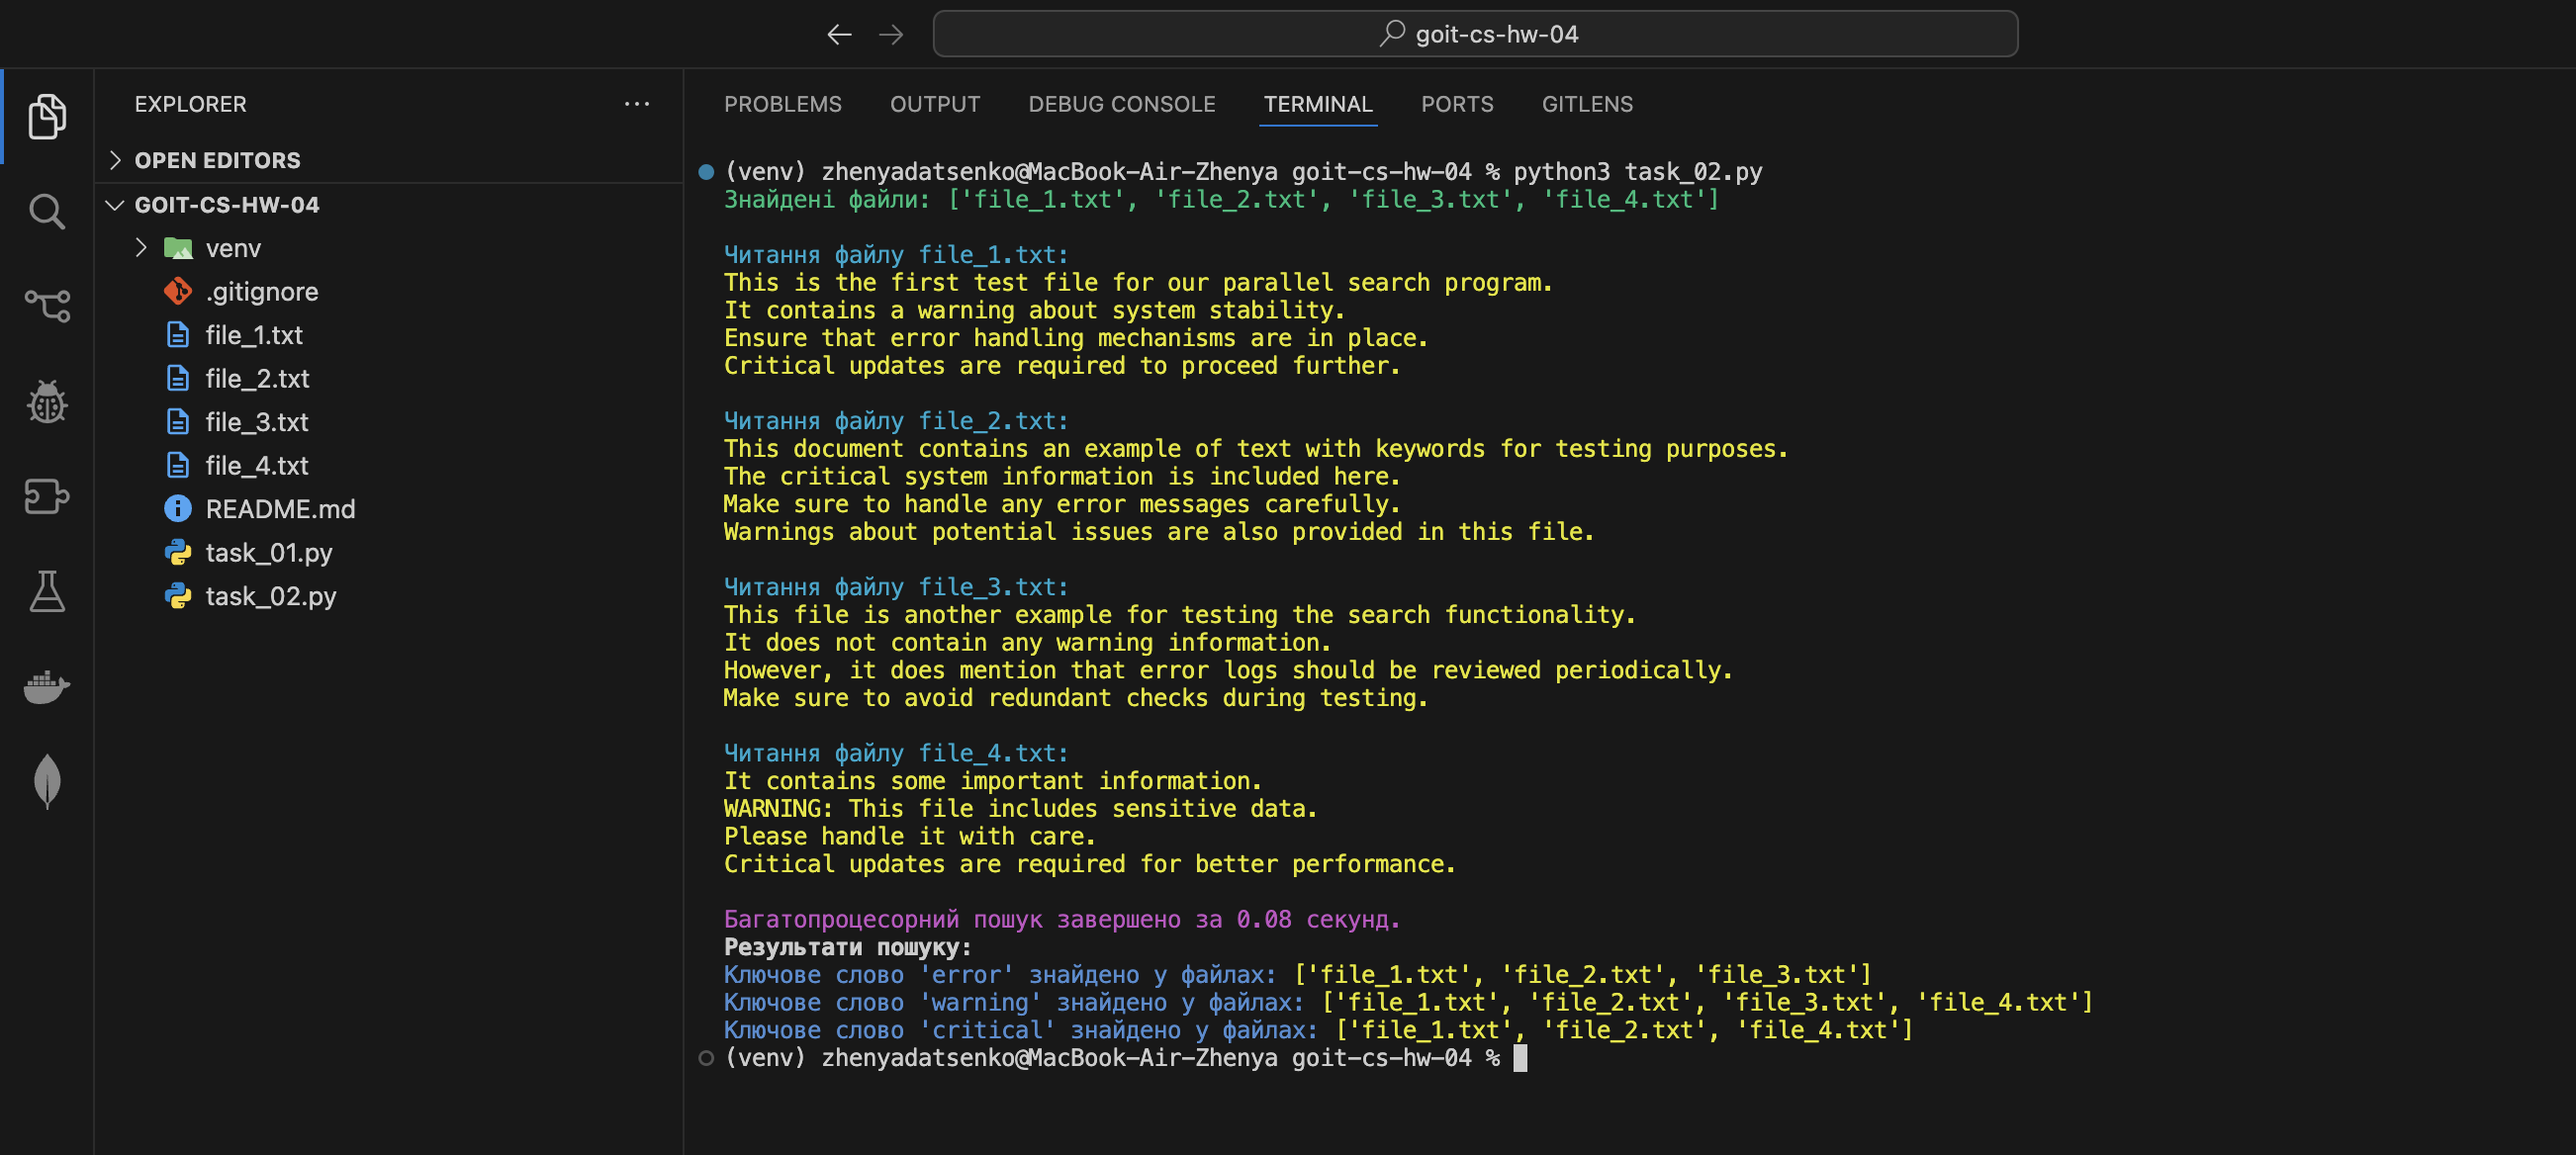 goit-cs-hw-04
EXPLORER
OPEN EDITORS
GOIT-CS-HW-04
venv
.gitignore
file_1.txt
file_2.txt
file_3.txt
file_4.txt
README.md
task_01.py
task_02.py
PROBLEMS OUTPUT DEBUG CONSOLE TERMINAL PORTS GITLENS
(venv) zhenyadatsenko@MacBook-Air-Zhenya goit-cs-hw-04 % python3 task_02.py
Знайдені файли: ['file_1.txt', 'file_2.txt', 'file_3.txt', 'file_4.txt']
Читання файлу file_1.txt:
This is the first test file for our parallel search program.
It contains a warning about system stability.
Ensure that error handling mechanisms are in place.
Critical updates are required to proceed further.
Читання файлу file_2.txt:
This document contains an example of text with keywords for testing purposes.
The critical system information is included here.
Make sure to handle any error messages carefully.
Warnings about potential issues are also provided in this file.
Читання файлу file_3.txt:
This file is another example for testing the search functionality.
It does not contain any warning information.
However, it does mention that error logs should be reviewed periodically.
Make sure to avoid redundant checks during testing.
Читання файлу file_4.txt:
It contains some important information.
WARNING: This file includes sensitive data.
Please handle it with care.
Critical updates are required for better performance.
Багатопроцесорний пошук завершено за 0.08 секунд.
Результати пошуку:
Ключове слово 'error' знайдено у файлах: ['file_1.txt', 'file_2.txt', 'file_3.txt']
Ключове слово 'warning' знайдено у файлах: ['file_1.txt', 'file_2.txt', 'file_3.txt', 'file_4.txt']
Ключове слово 'critical' знайдено у файлах: ['file_1.txt', 'file_2.txt', 'file_4.txt']
(venv) zhenyadatsenko@MacBook-Air-Zhenya goit-cs-hw-04 %